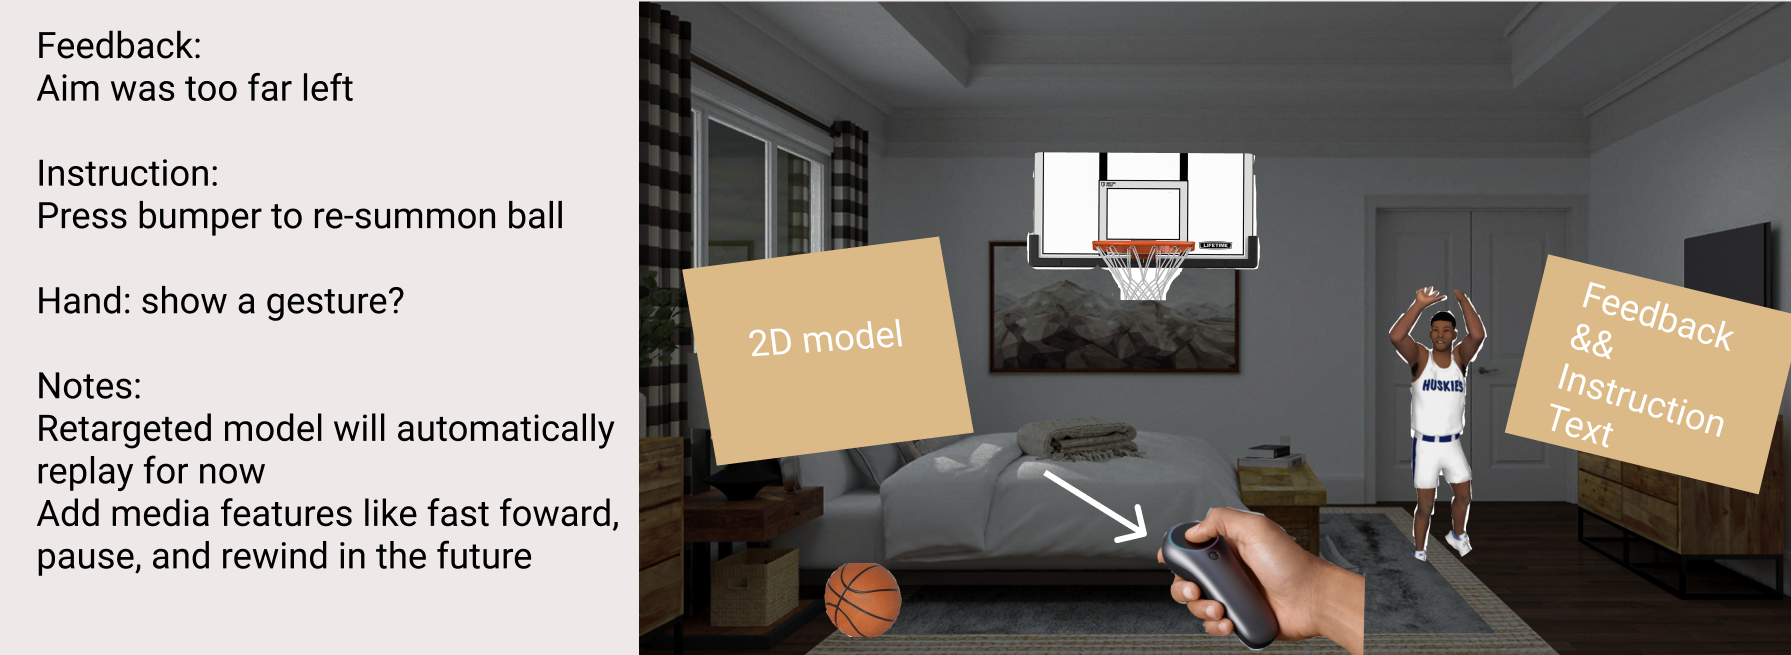 Feedback:
Aim was too far left
Instruction:
Press bumper to re-summon ball
Hand: show a gesture?
Notes:
Retargeted model will automatically
replay for now
Add media features like fast foward,
pause, and rewind in the future
2D model
LIFETIME
HUSKIES
Feedback
&&
Instruction
Text